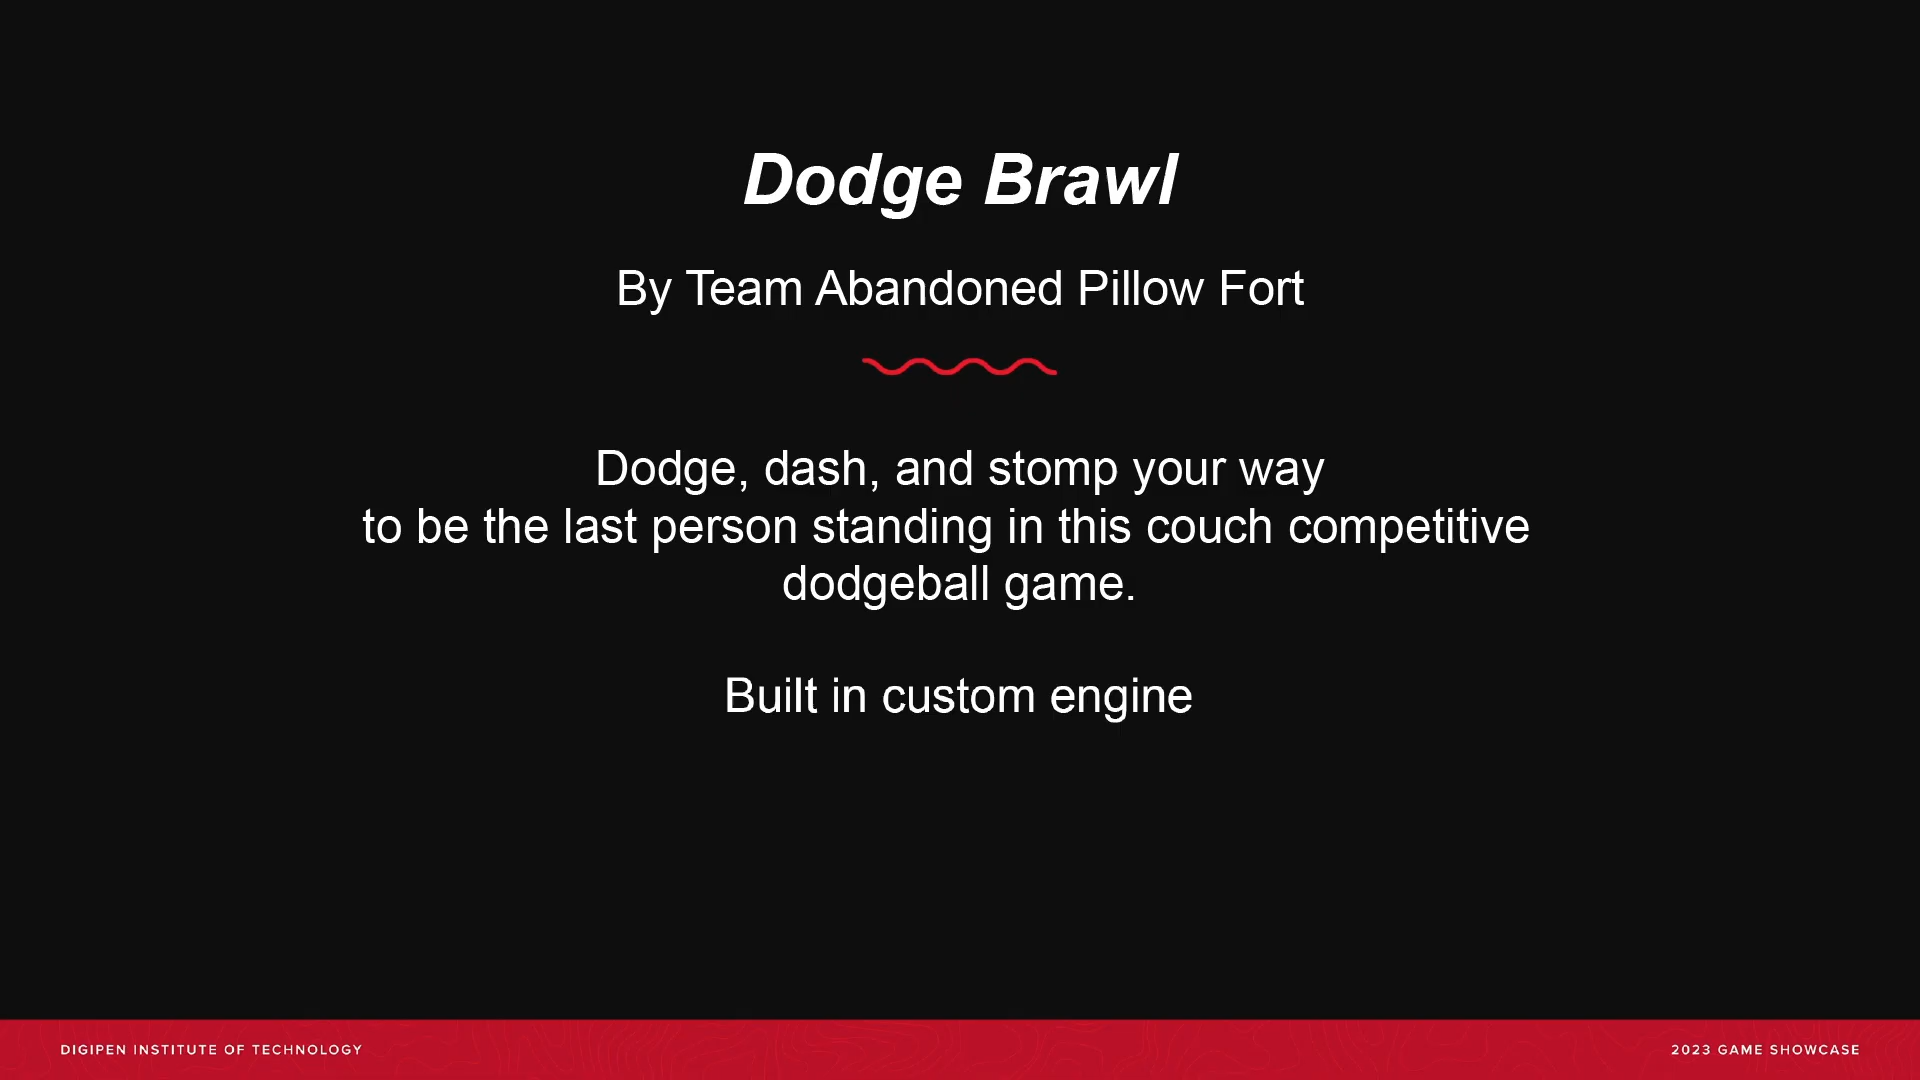 Dodge Brawl
By Team Abandoned Pillow Fort
Dodge, dash, and stomp your way
to be the last person standing in this couch competitive
dodgeball game.
Built in custom engine
DIGIPEN INSTITUTE OF TECHNOLOGY
2023 GAME SHOWCASE